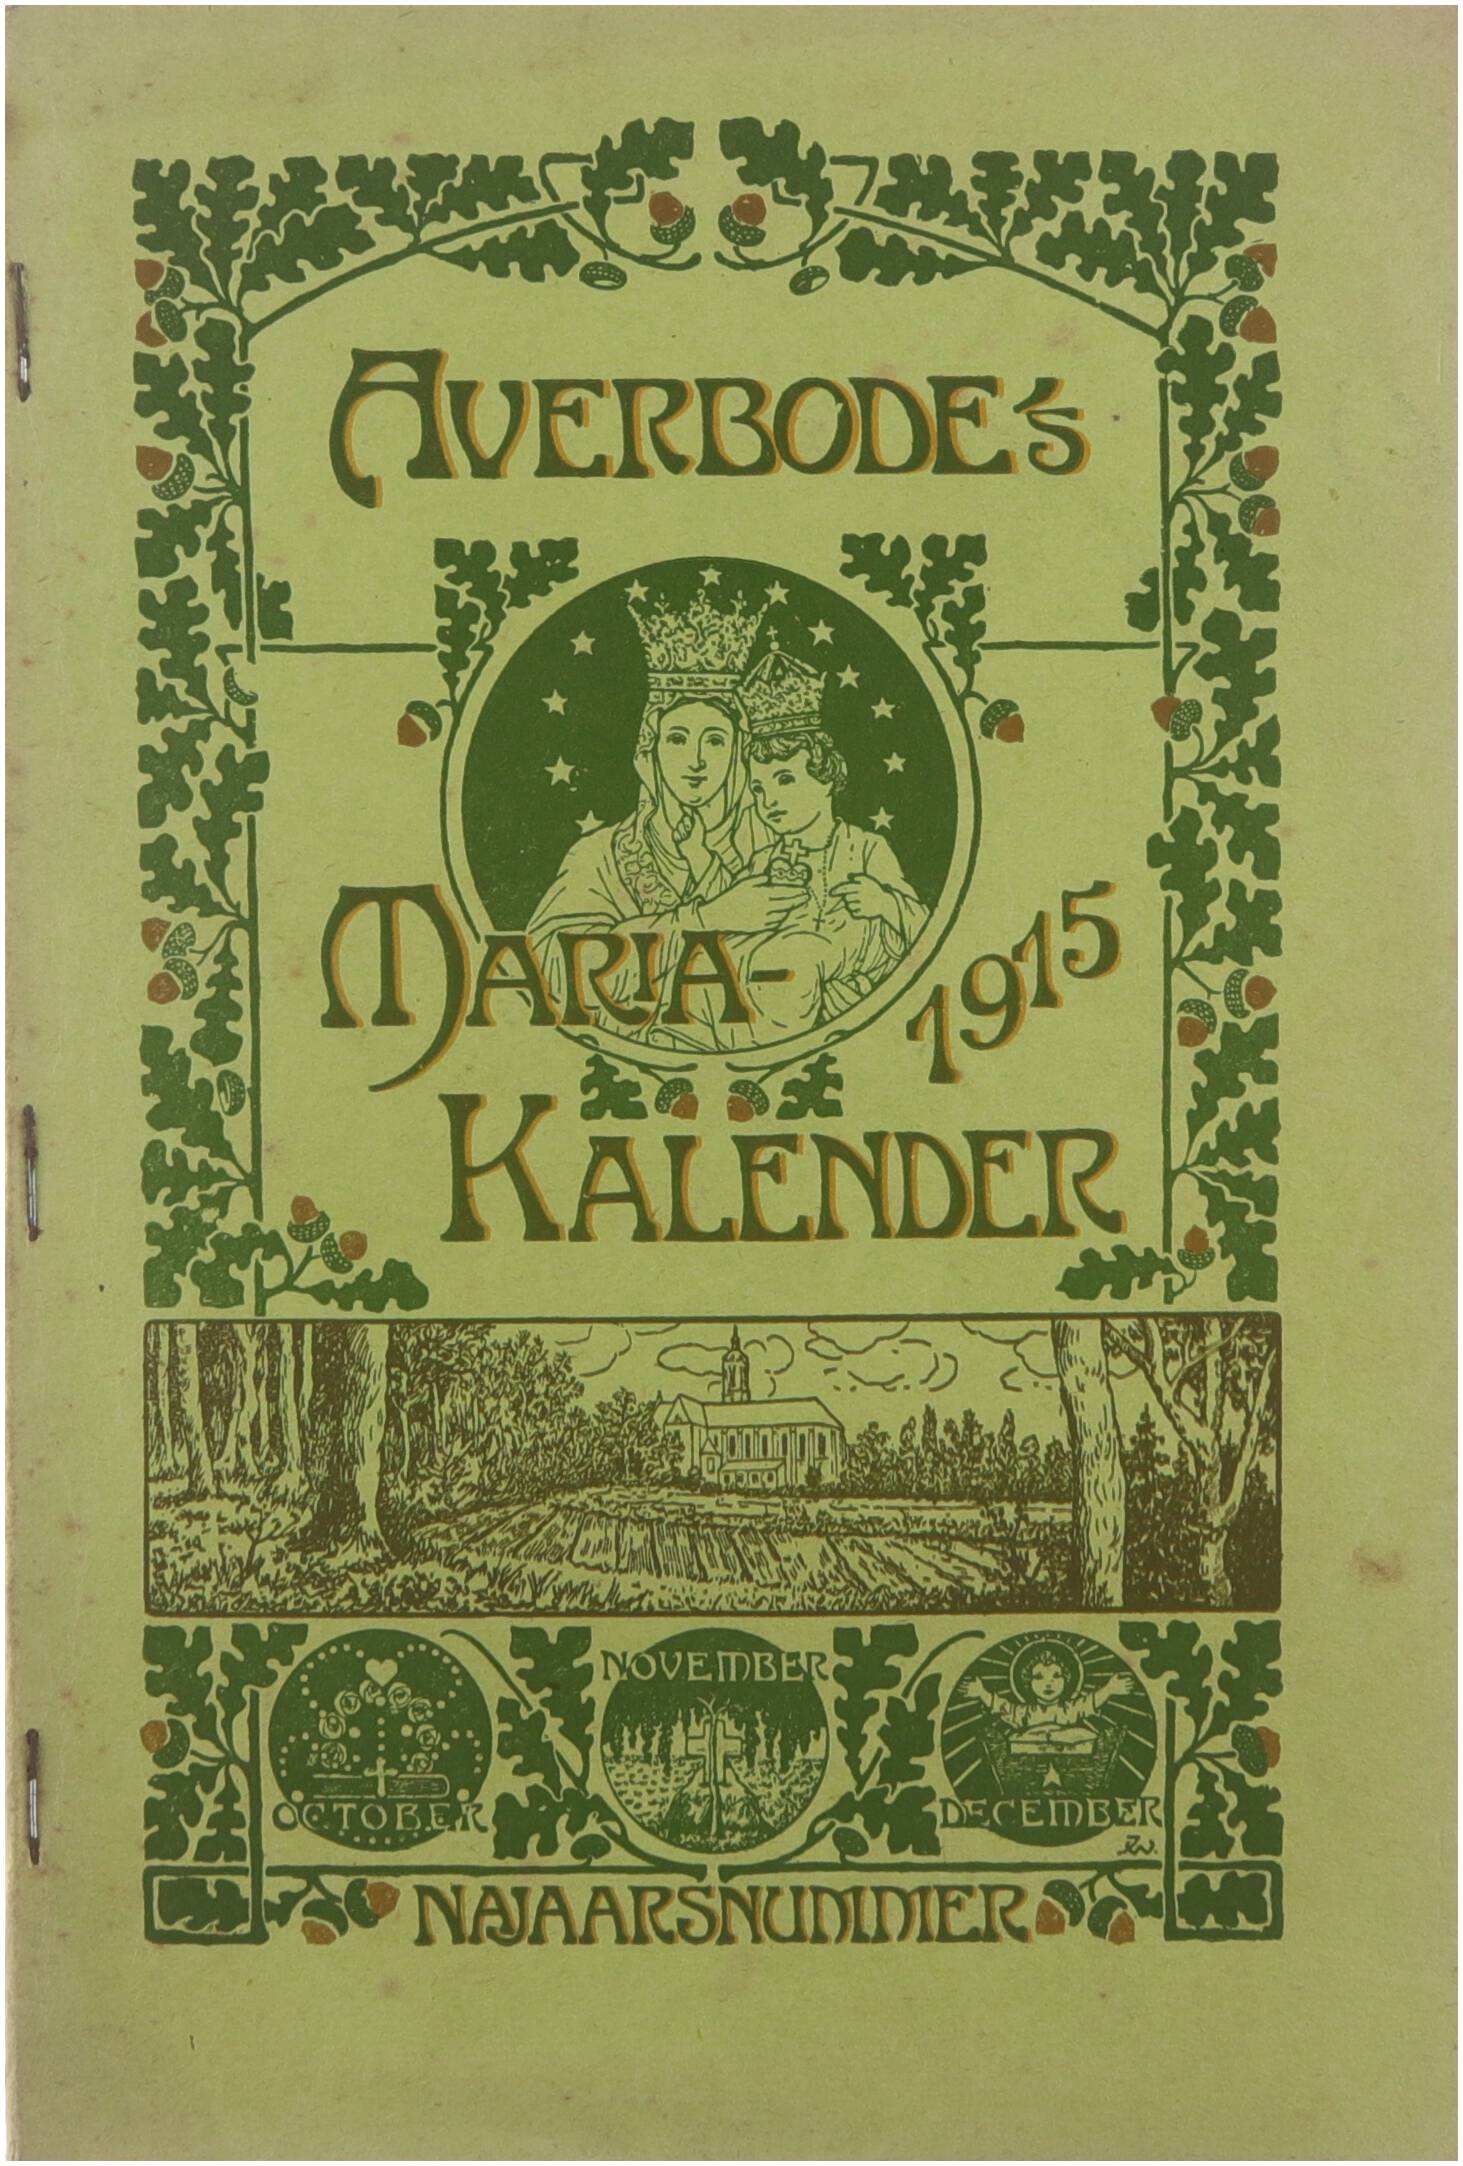 AVERBODE's
MARIA-
1915
KALENDER
OCTOBER
NOVEMBER
DECEMBER
NAJAARSNUMMER